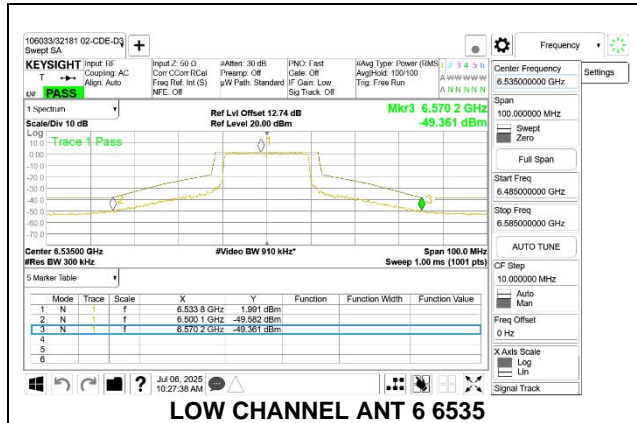 106033/32181 02-CDE-D3
Swept SA
Frequency
KEYSIGHT Input: RF Input Z: 50 Ω #Atten: 30 dB PNO: Fast #Avg Type: Power (RMS 1 2 3 4 5 6
Coupling: AC Corr CCorr RCal Preamp: Off Gate: Off Avg|Hold: 100/100
Align: Auto Freq Ref: Int (S) µW Path: Standard IF Gain: Low Trig: Free Run
NFE: Off Sig Track: Off
T
A W W W W W
A N N N N N
PASS
1 Spectrum
Ref Lvl Offset 12.74 dB Mkr3 6.570 2 GHz
Scale/Div 10 dB Ref Level 20.00 dBm -49.361 dBm
Log
Trace 1 Pass
10.0
0.00
-10.0
-20.0
-30.0
-40.0
-50.0
-60.0
-70.0
1
2
3
Center 6.53500 GHz #Video BW 910 kHz* Span 100.0 MHz
#Res BW 300 kHz Sweep 1.00 ms (1001 pts)
5 Marker Table
Mode Trace Scale X Y Function Function Width Function Value
1 N 1 f 6.533 8 GHz 1.991 dBm
2 N 1 f 6.500 1 GHz -49.582 dBm
3 N 1 f 6.570 2 GHz -49.361 dBm
4
5
6
Jul 06, 2025
10:27:38 AM
Center Frequency
6.535000000 GHz
Settings
Span
100.000000 MHz
Swept
Zero
Full Span
Start Freq
6.485000000 GHz
Stop Freq
6.585000000 GHz
AUTO TUNE
CF Step
10.000000 MHz
Auto
Man
Freq Offset
0 Hz
X Axis Scale
Log
Lin
Signal Track
LOW CHANNEL ANT 6 6535